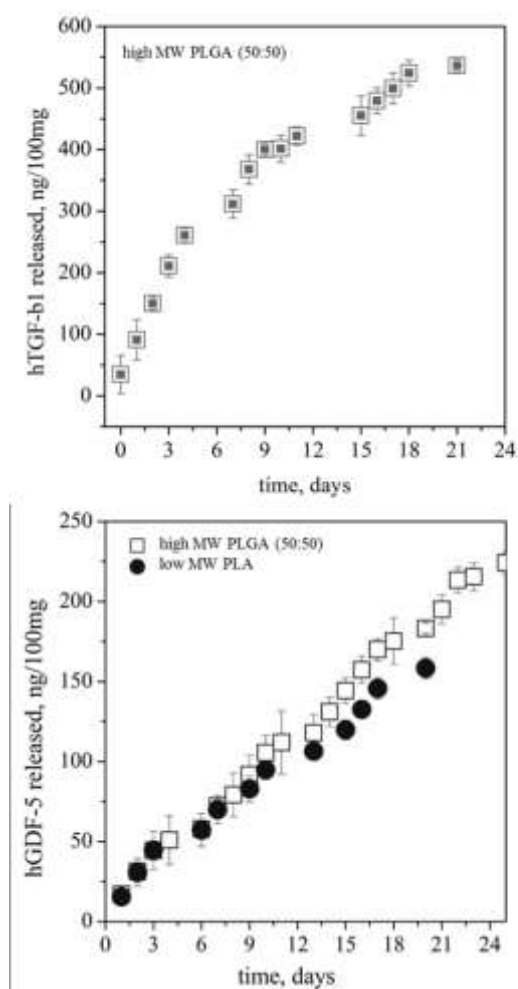 600
high MW PLGA (50:50)
500
400
300
200
100
0
hTGF-b1 released, ng/100mg
0 3 6 9 12 15 18 21 24
time, days
250
high MW PLGA (50:50)
low MW PLA
200
150
100
50
0
hGDF-5 released, ng/100mg
0 3 6 9 12 15 18 21 24
time, days